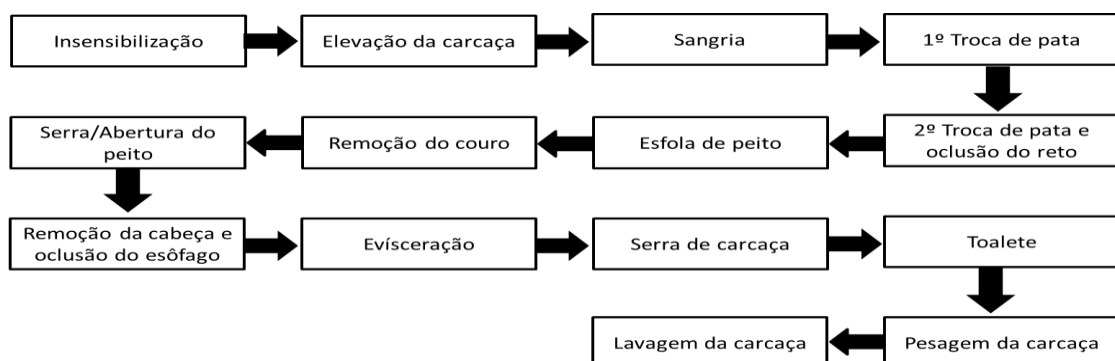 Insensibilização
Elevação da carcaça
Sangria
1º Troca de pata
2º Troca de pata e
oclusão do reto
Esfola de peito
Remoção do couro
Serra/Abertura do
peito
Remoção da cabeça e
oclusão do esôfago
Evísceração
Serra de carcaça
Toalete
Pesagem da carcaça
Lavagem da carcaça